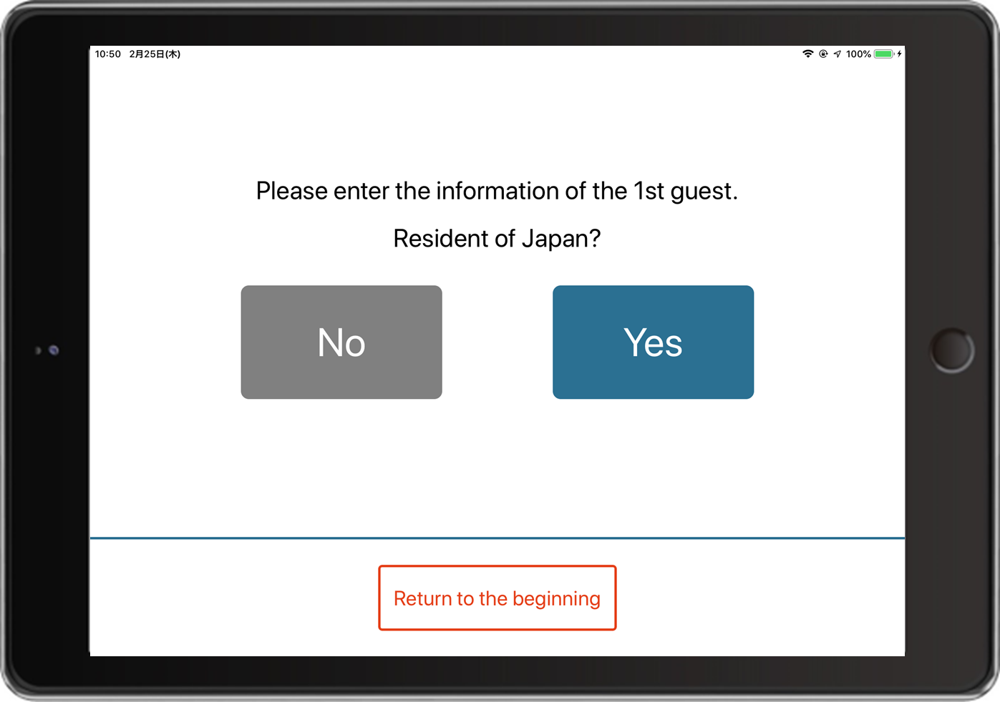 10:50 2月25日(木) 100%
Please enter the information of the 1st guest.
Resident of Japan?
No Yes
Return to the beginning